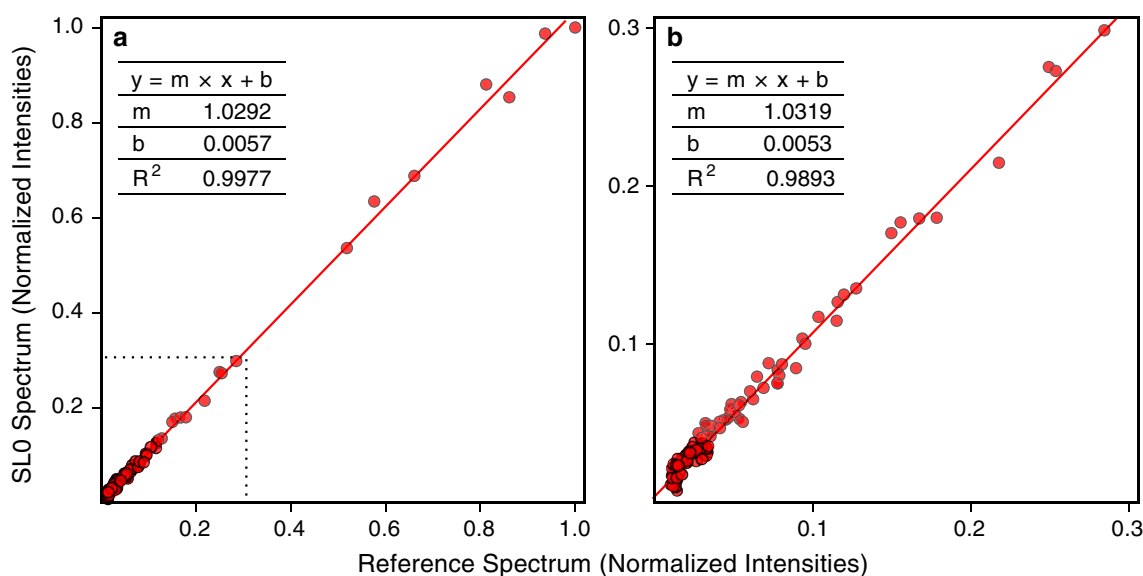 SL0 Spectrum (Normalized Intensities)
a
y = m × x + b
m 1.0292
b 0.0057
R² 0.9977
1.0
0.8
0.6
0.4
0.2
0.2 0.4 0.6 0.8 1.0
b
y = m × x + b
m 1.0319
b 0.0053
R² 0.9893
0.3
0.2
0.1
0.1 0.2 0.3
Reference Spectrum (Normalized Intensities)